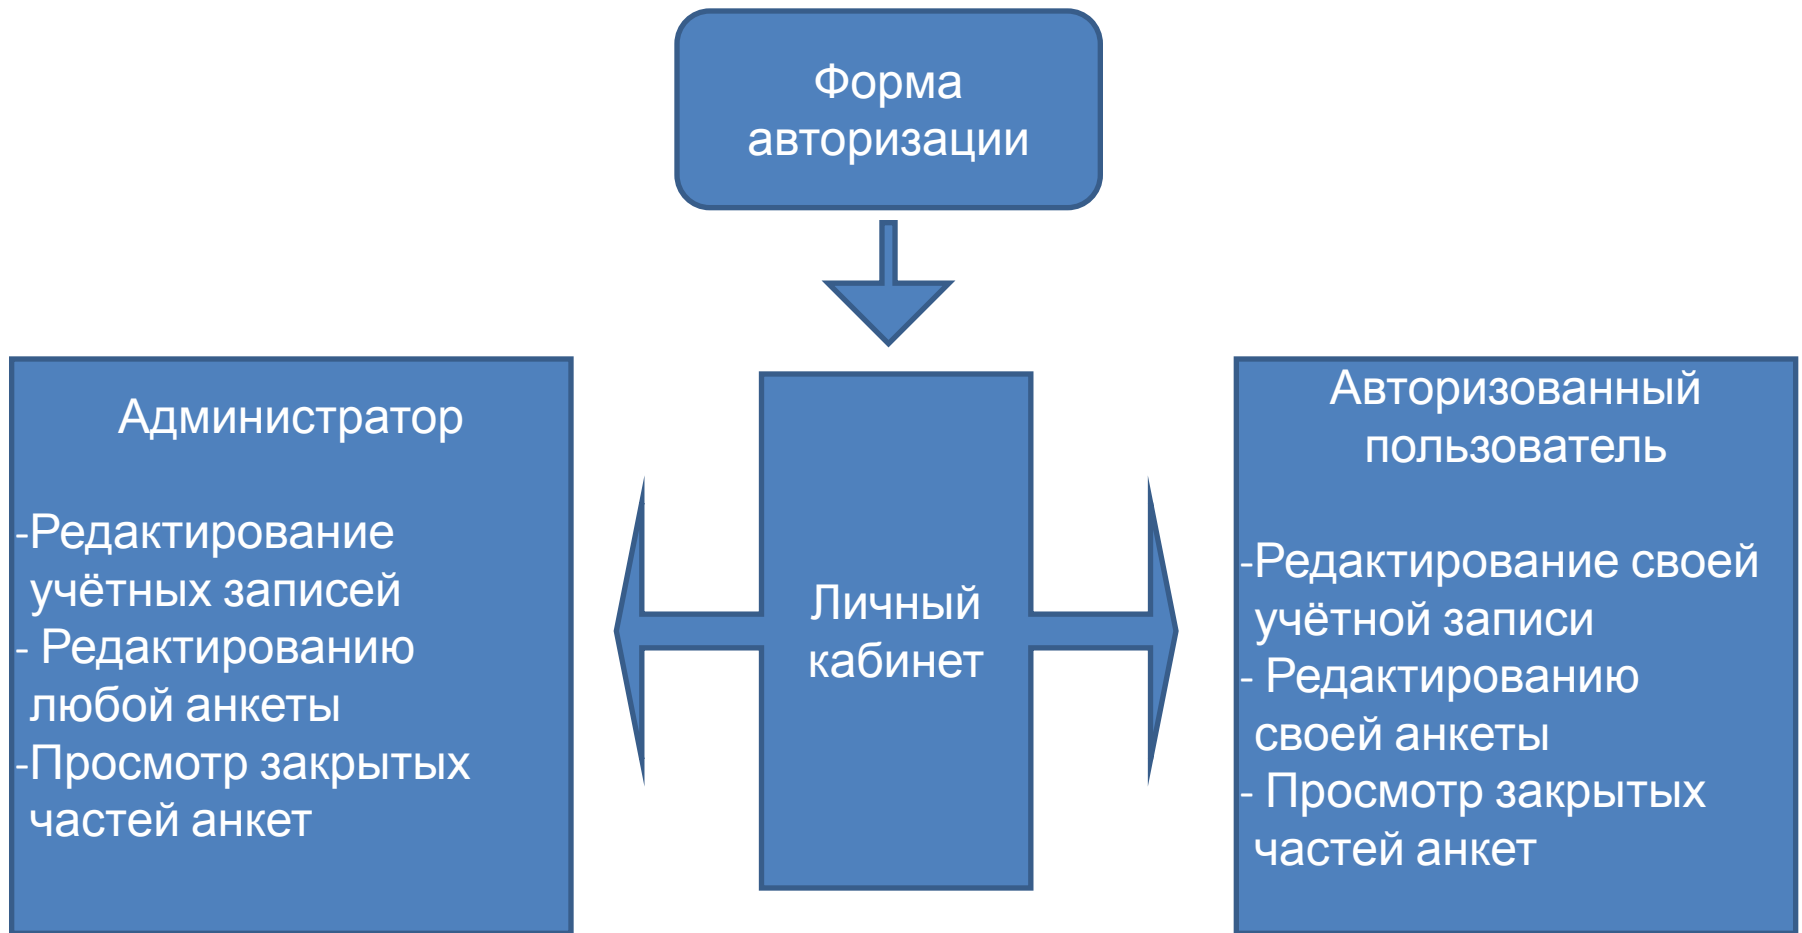 Форма
авторизации
Администратор
-Редактирование
учётных записей
- Редактированию
любой анкеты
-Просмотр закрытых
частей анкет
Личный
кабинет
Авторизованный
пользователь
-Редактирование своей
учётной записи
- Редактированию
своей анкеты
- Просмотр закрытых
частей анкет